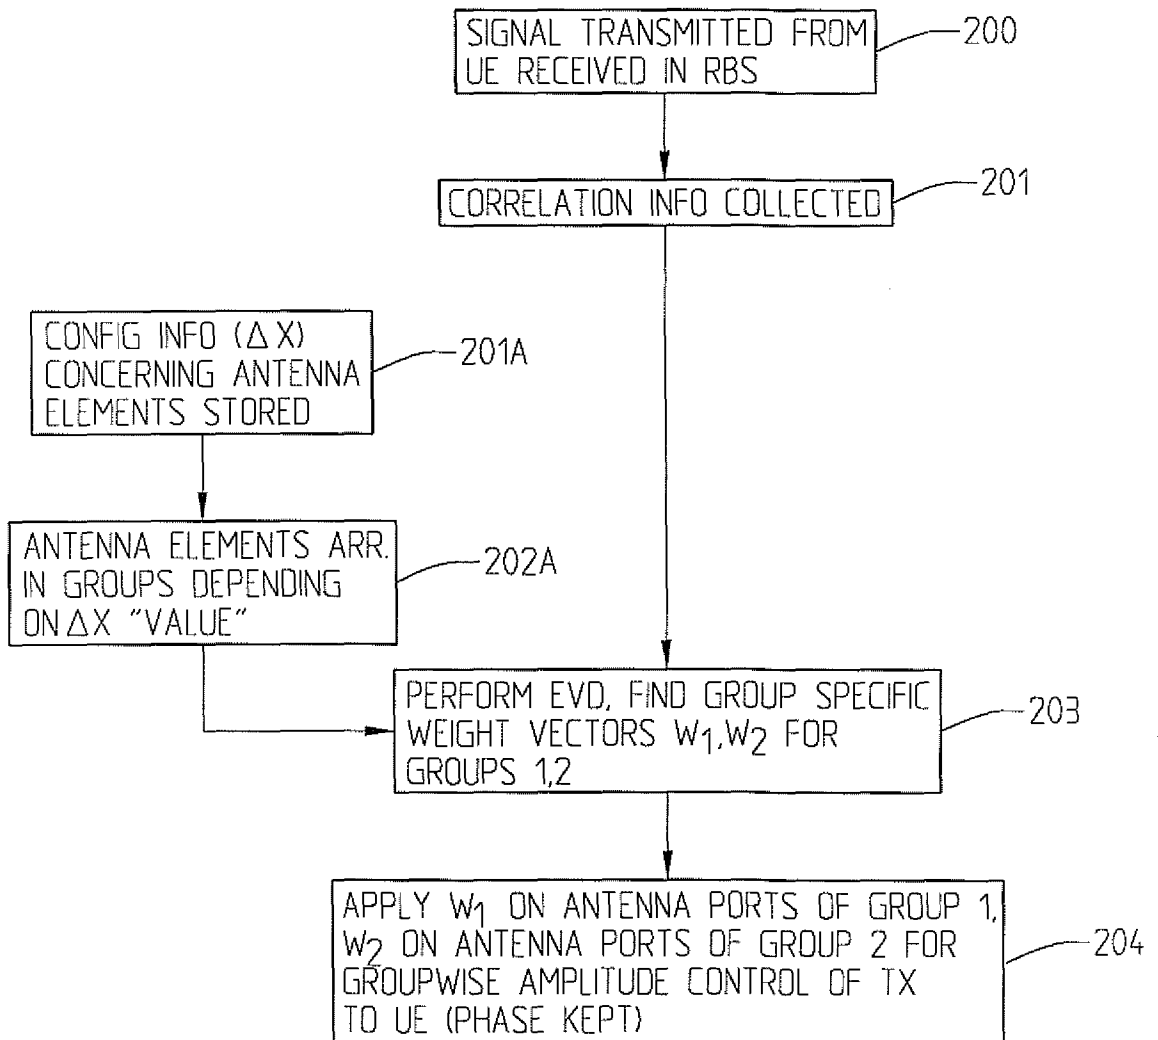 SIGNAL TRANSMITTED FROM
UE RECEIVED IN RBS
200
CORRELATION INFO COLLECTED
201
CONFIG INFO (Δ X)
CONCERNING ANTENNA
ELEMENTS STORED
201A
ANTENNA ELEMENTS ARR.
IN GROUPS DEPENDING
ON Δ X "VALUE"
202A
PERFORM EVD, FIND GROUP SPECIFIC
WEIGHT VECTORS W1,W2 FOR
GROUPS 1,2
203
APPLY W1 ON ANTENNA PORTS OF GROUP 1,
W2 ON ANTENNA PORTS OF GROUP 2 FOR
GROUPWISE AMPLITUDE CONTROL OF TX
TO UE (PHASE KEPT)
204